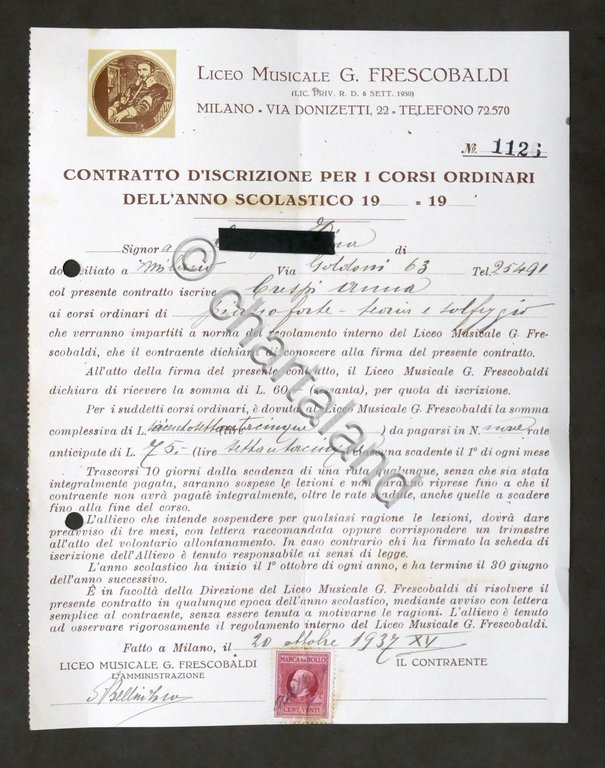 LICEO MUSICALE G. FRESCOBALDI
(LIC. PRIV. R. D. 6 SETT. 1930)
MILANO - VIA DONIZETTI, 22 - TELEFONO 72.570
№ 1126
CONTRATTO D'ISCRIZIONE PER I CORSI ORDINARI
DELL'ANNO SCOLASTICO 19 = 19
Signora di
domiciliato a Milano Via Goldoni 63 Tel. 25491
col presente contratto iscrive Crespi Anna
ai corsi ordinari di pianoforte - teoria e solfeggio
che verranno impartiti a norma del regolamento interno del Liceo Musicale G. Fre-
scobaldi, che il contraente dichiara di conoscere alla firma del presente contratto.
All'atto della firma del presente contratto, il Liceo Musicale G. Frescobaldi
dichiara di ricevere la somma di L. 60, (sessanta), per quota di iscrizione.
Per i suddetti corsi ordinari, è dovuta al Liceo Musicale G. Frescobaldi la somma
complessiva di L. ) da pagarsi in N. nove rate
anticipate di L. 75.- (lire settantacinque) ciascuna scadente il 1° di ogni mese
Trascorsi 10 giorni dalla scadenza di una rata qualunque, senza che sia stata
integralmente pagata, saranno sospese le lezioni e non sarano riprese fino a che il
contraente non avrà pagate integralmente, oltre le rate scadute, anche quelle a scadere
fino alla fine del corso.
L'allievo che intende sospendere per qualsiasi ragione le lezioni, dovrà dare
preavviso di tre mesi, con lettera raccomandata oppure corrispondere un trimestre
all'atto del volontario allontanamento. In caso contrario chi ha firmato la scheda di
iscrizione dell'Allievo è tenuto responsabile ai sensi di legge.
L'anno scolastico ha inizio il 1° ottobre di ogni anno, e ha termine il 30 giugno
dell'anno successivo.
È in facoltà della Direzione del Liceo Musicale G. Frescobaldi di risolvere il
presente contratto in qualunque epoca dell'anno scolastico, mediante avviso con lettera
semplice al contraente, senza essere tenuta a motivarne le ragioni. L'allievo è tenuto
ad osservare rigorosamente il regolamento interno del Liceo Musicale G. Frescobaldi.
Fatto a Milano, il 20 ottobre 1937 XV
LICEO MUSICALE G. FRESCOBALDI
L'AMMINISTRAZIONE
IL CONTRAENTE
MARCA DA BOLLO
CENT. VENTI
© Chartaland